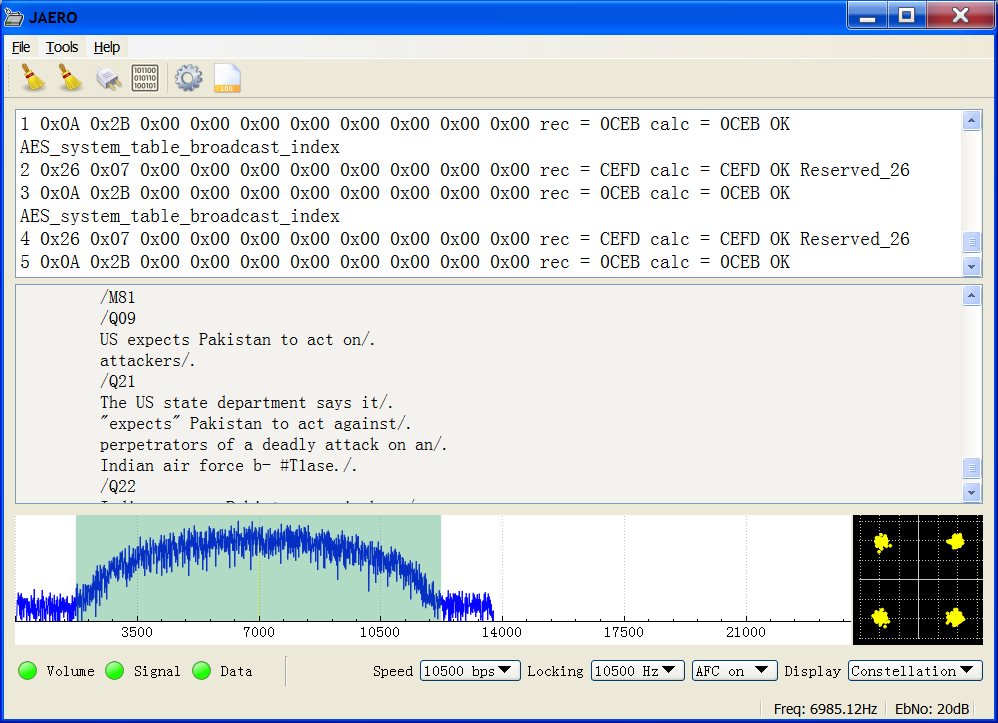 JAERO
File Tools Help
101100
010110
100101
LOG
1 0x0A 0x2B 0x00 0x00 0x00 0x00 0x00 0x00 0x00 0x00 rec = 0CEB calc = 0CEB OK
AES_system_table_broadcast_index
2 0x26 0x07 0x00 0x00 0x00 0x00 0x00 0x00 0x00 0x00 rec = CEFD calc = CEFD OK Reserved_26
3 0x0A 0x2B 0x00 0x00 0x00 0x00 0x00 0x00 0x00 0x00 rec = 0CEB calc = 0CEB OK
AES_system_table_broadcast_index
4 0x26 0x07 0x00 0x00 0x00 0x00 0x00 0x00 0x00 0x00 rec = CEFD calc = CEFD OK Reserved_26
5 0x0A 0x2B 0x00 0x00 0x00 0x00 0x00 0x00 0x00 0x00 rec = 0CEB calc = 0CEB OK
/M81
/Q09
US expects Pakistan to act on/.
attackers/.
/Q21
The US state department says it/.
"expects" Pakistan to act against/.
perpetrators of a deadly attack on an/.
Indian air force b- #T1ase./.
/Q22
3500 7000 10500 14000 17500 21000
Volume Signal Data Speed 10500 bps Locking 10500 Hz AFC on Display Constellation
Freq: 6985.12Hz EbNo: 20dB